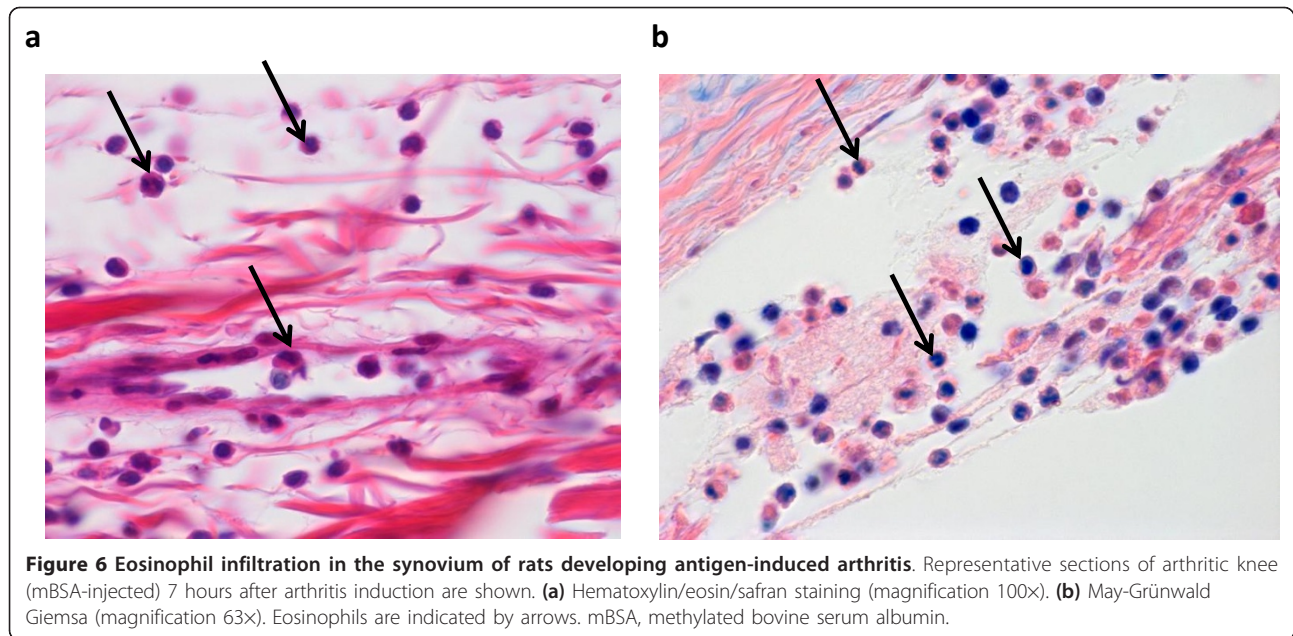 a
b
Figure 6 Eosinophil infiltration in the synovium of rats developing antigen-induced arthritis. Representative sections of arthritic knee
(mBSA-injected) 7 hours after arthritis induction are shown. (a) Hematoxylin/eosin/safran staining (magnification 100×). (b) May-Grünwald
Giemsa (magnification 63×). Eosinophils are indicated by arrows. mBSA, methylated bovine serum albumin.